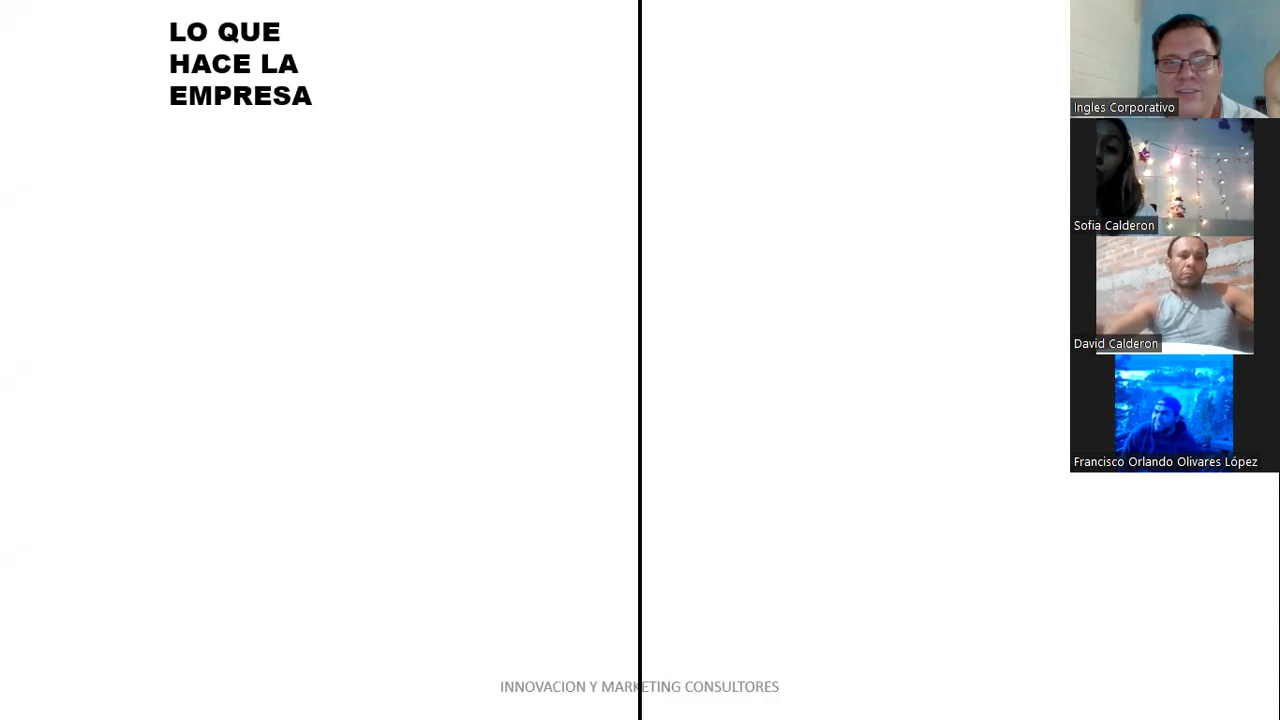 LO QUE
HACE LA
EMPRESA
Ingles Corporativo
Sofia Calderon
David Calderon
Francisco Orlando Olivares López
INNOVACION Y MARKETING CONSULTORES